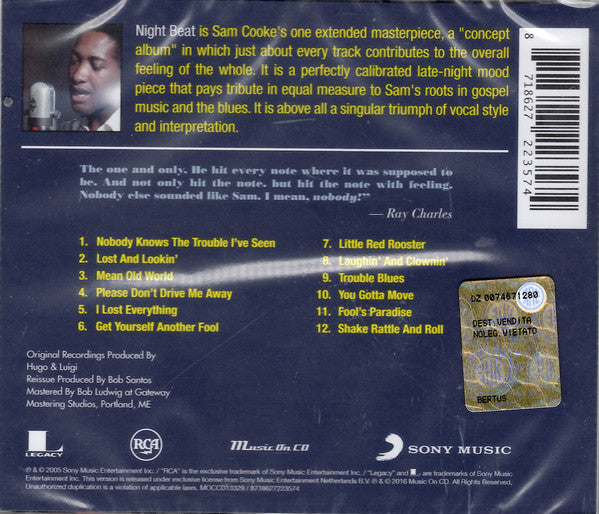 Night Beat is Sam Cooke's one extended masterpiece, a "concept
album" in which just about every track contributes to the overall
feeling of the whole. It is a perfectly calibrated late-night mood
piece that pays tribute in equal measure to Sam's roots in gospel
music and the blues. It is above all a singular triumph of vocal style
and interpretation.
8 718627 223574
The one and only. He hit every note where it was supposed to
be. And not only hit the note, but hit the note with feeling.
Nobody else sounded like Sam. I mean, nobody!"
— Ray Charles
1. Nobody Knows The Trouble I've Seen
2. Lost And Lookin'
3. Mean Old World
4. Please Don't Drive Me Away
5. I Lost Everything
6. Get Yourself Another Fool
7. Little Red Rooster
8. Laughin' And Clownin'
9. Trouble Blues
10. You Gotta Move
11. Fool's Paradise
12. Shake Rattle And Roll
DZ 0074671280
DEST.VENDITA
NOLEG.VIETATO
BERTUS
Original Recordings Produced By
Hugo & Luigi
Reissue Produced By Bob Santos
Mastered By Bob Ludwig at Gateway
Mastering Studios, Portland, ME
L
LEGACY
RCA
Music On CD
SONY MUSIC
℗ & © 2005 Sony Music Entertainment Inc. / "RCA" is the exclusive trademark of Sony Music Entertainment Inc. / "Legacy" and L are trademarks of Sony Music
Entertainment Inc. This version is released under exclusive license from Sony Music Entertainment Netherlands B.V. ℗ & © 2016 Music On CD. All Rights Reserved.
Unauthorized duplication is a violation of applicable laws. MOCCD13329 / 8718627223574